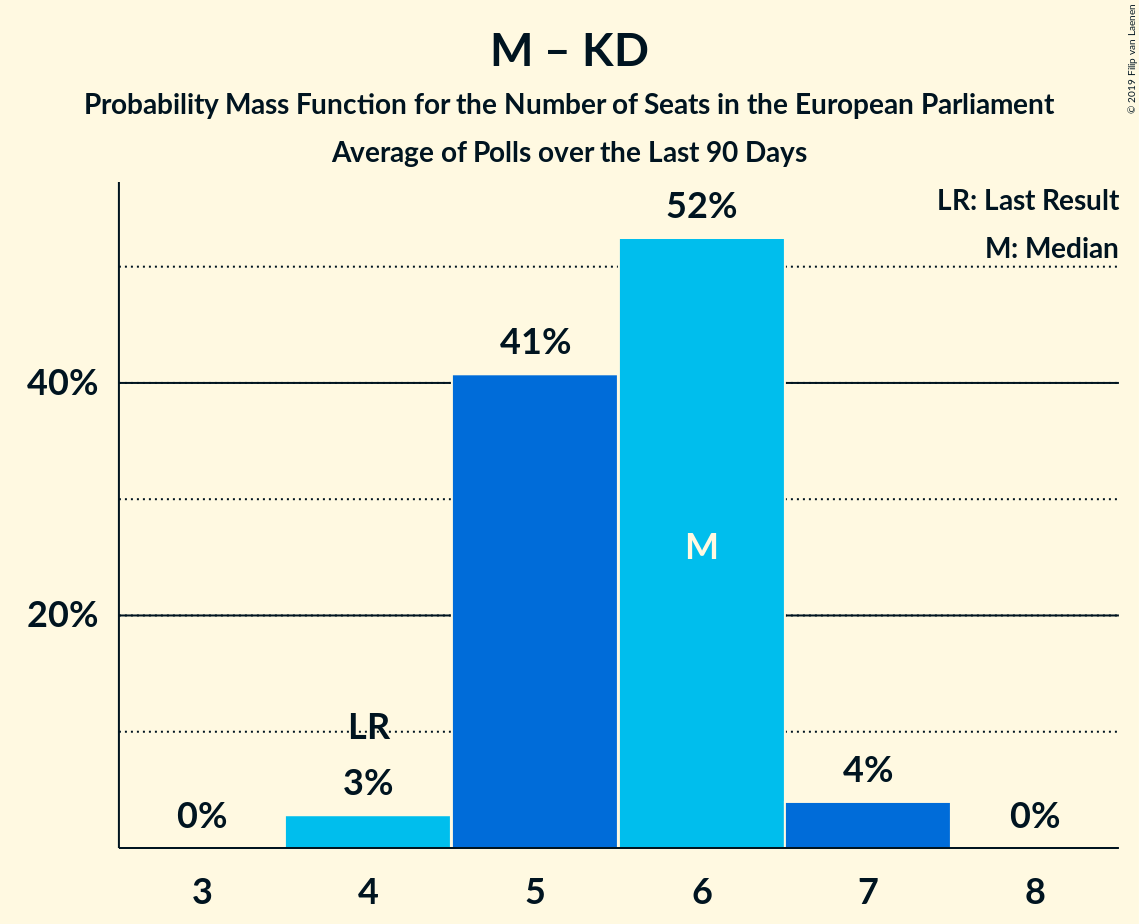 M – KD
Probability Mass Function for the Number of Seats in the European Parliament
Average of Polls over the Last 90 Days
© 2019 Filip van Laenen
LR: Last Result
M: Median
52%
41%
40%
M
20%
LR
3%
4%
0%
0%
3 4 5 6 7 8